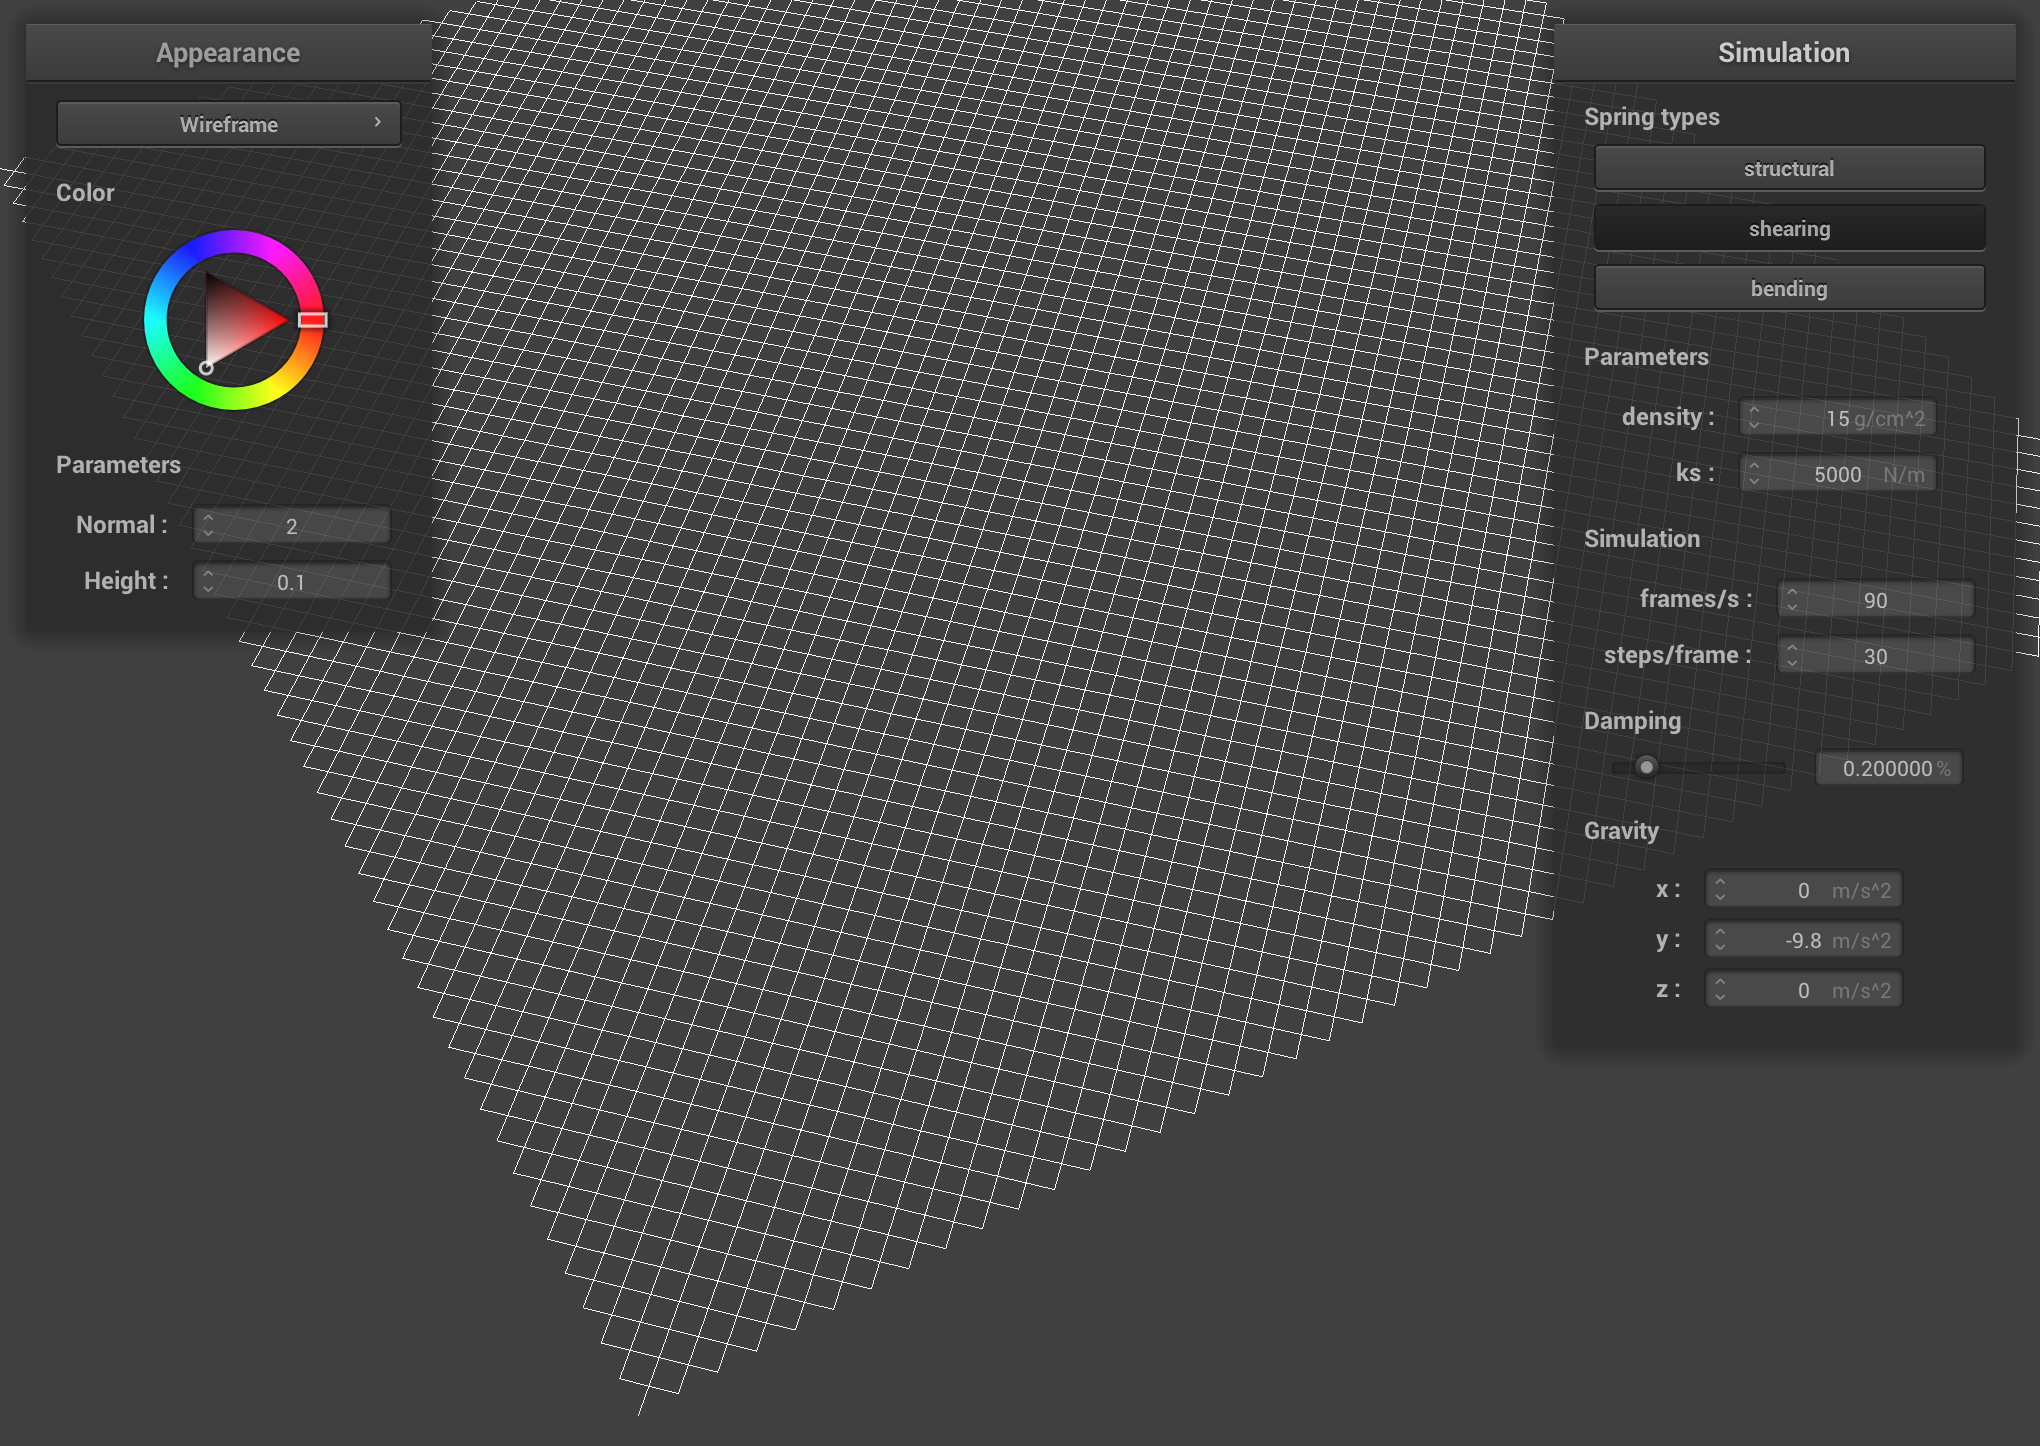 Appearance
Wireframe
Color
Parameters
Normal : 2
Height : 0.1
Simulation
Spring types
structural
shearing
bending
Parameters
density : 15 g/cm^2
ks : 5000 N/m
Simulation
frames/s : 90
steps/frame : 30
Damping
0.200000 %
Gravity
x : 0 m/s^2
y : -9.8 m/s^2
z : 0 m/s^2